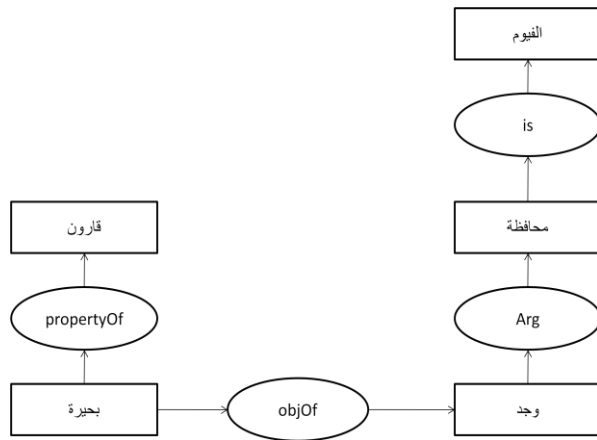 الفيوم
is
قارون
محافظة
propertyOf
Arg
بحيرة
objOf
وجد